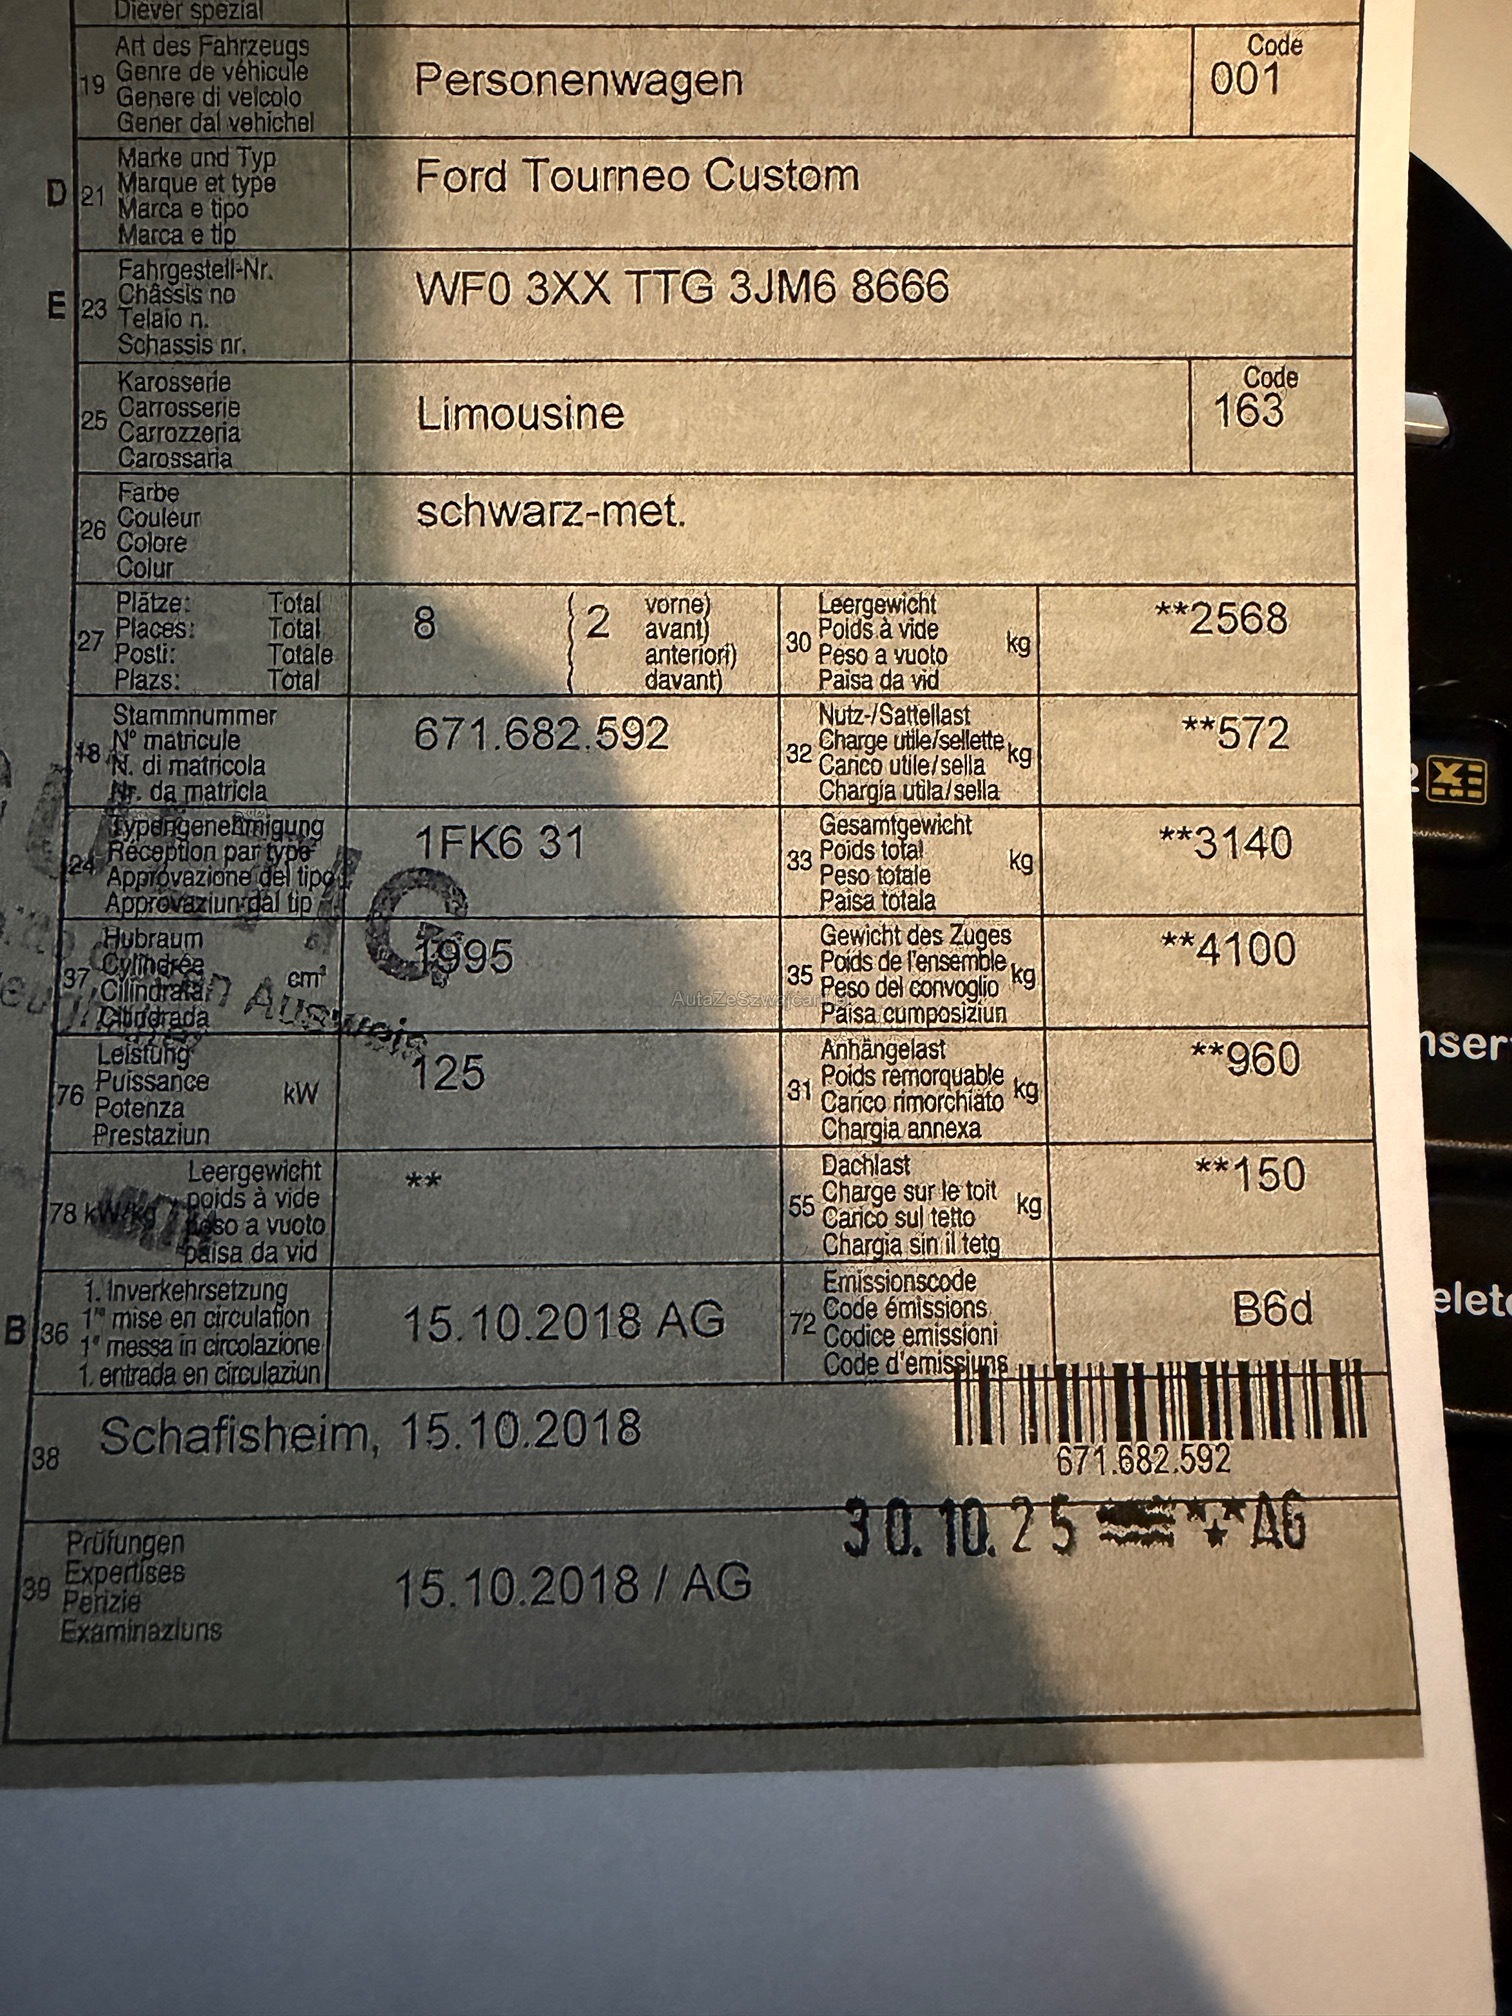 Diever spezial
19
Art des Fahrzeugs
Genre de véhicule
Genere di veicolo
Gener dal vehichel
Personenwagen
Code
001
D
21
Marke und Typ
Marque et type
Marca e tipo
Marca e tip
Ford Tourneo Custom
E
23
Fahrgestell-Nr.
Châssis no
Telaio n.
Schassis nr.
WF0 3XX TTG 3JM6 8666
25
Karosserie
Carrosserie
Carrozzeria
Carossaria
Limousine
Code
163
26
Farbe
Couleur
Colore
Colur
schwarz-met.
27
Plätze: Total
Places: Total
Posti: Totale
Plazs: Total
8
2
vorne)
avant)
anteriori)
davant)
30
Leergewicht
Poids à vide
Peso a vuoto
Paisa da vid
kg
**2568
18
Stammnummer
N° matricule
N. di matricola
Nr. da matricla
671.682.592
32
Nutz-/Sattellast
Charge utile/sellette
Carico utile/sella
Chargia utila/sella
kg
**572
24
Typengenehmigung
Réception par type
Approvazione del tipo
Approvaziun dal tip
1FK6 31
33
Gesamtgewicht
Poids total
Peso totale
Paisa totala
kg
**3140
37
Hubraum
Cylindrée
Cilindrata
Cilindrada
cm³
1995
35
Gewicht des Zuges
Poids de l'ensemble
Peso del convoglio
Paisa cumposiziun
kg
**4100
Ausweis
AG
76
Leistung
Puissance
Potenza
Prestaziun
kW
125
31
Anhängelast
Poids remorquable
Carico rimorchiato
Chargia annexa
kg
**960
78 kW/kg
Leergewicht
poids à vide
peso a vuoto
paisa da vid
**
55
Dachlast
Charge sur le toit
Carico sul tetto
Chargia sin il tetg
kg
**150
B
36
1. Inverkehrsetzung
1re mise en circulation
1a messa in circolazione
1. entrada en circulaziun
15.10.2018 AG
72
Emissionscode
Code émissions
Codice emissioni
Code d'emissiuns
B6d
38
Schafisheim, 15.10.2018
671.682.592
30.10.25 AG
39
Prüfungen
Expertises
Perizie
Examinaziuns
15.10.2018 / AG